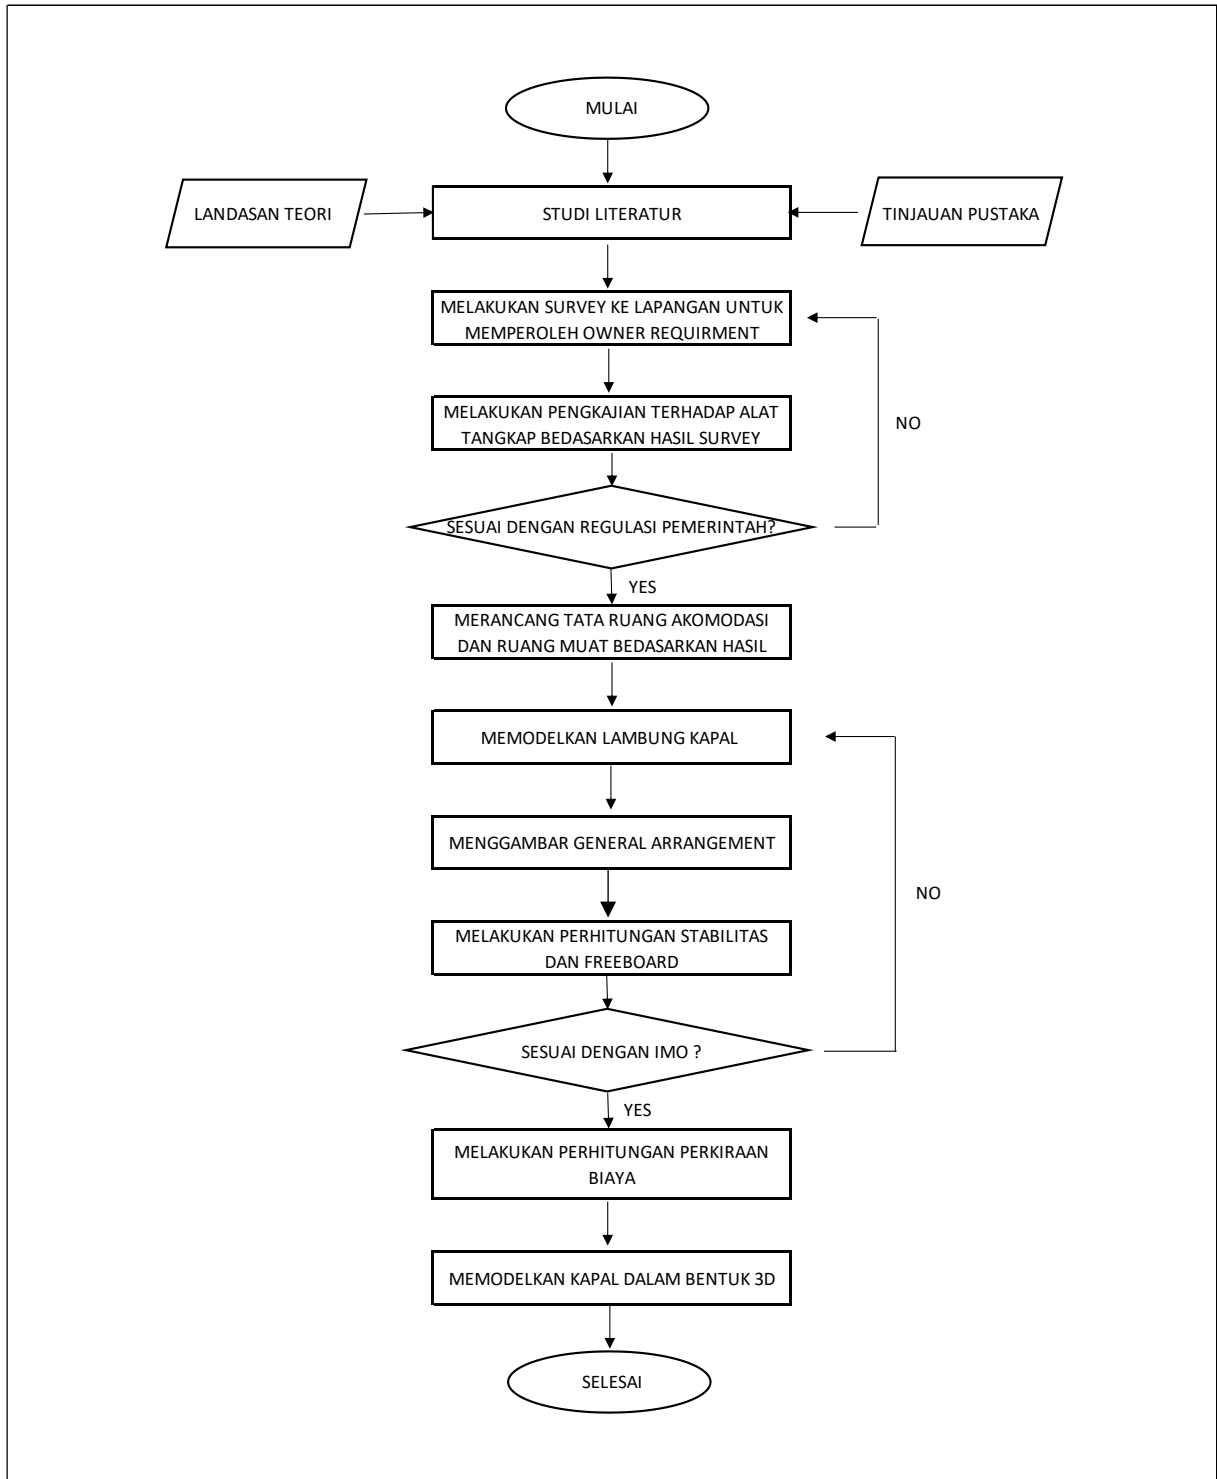 MULAI
LANDASAN TEORI
STUDI LITERATUR
TINJAUAN PUSTAKA
MELAKUKAN SURVEY KE LAPANGAN UNTUK
MEMPEROLEH OWNER REQUIRMENT
MELAKUKAN PENGKAJIAN TERHADAP ALAT
TANGKAP BEDASARKAN HASIL SURVEY
NO
SESUAI DENGAN REGULASI PEMERINTAH?
YES
MERANCANG TATA RUANG AKOMODASI
DAN RUANG MUAT BEDASARKAN HASIL
MEMODELKAN LAMBUNG KAPAL
MENGGAMBAR GENERAL ARRANGEMENT
NO
MELAKUKAN PERHITUNGAN STABILITAS
DAN FREEBOARD
SESUAI DENGAN IMO ?
YES
MELAKUKAN PERHITUNGAN PERKIRAAN
BIAYA
MEMODELKAN KAPAL DALAM BENTUK 3D
SELESAI